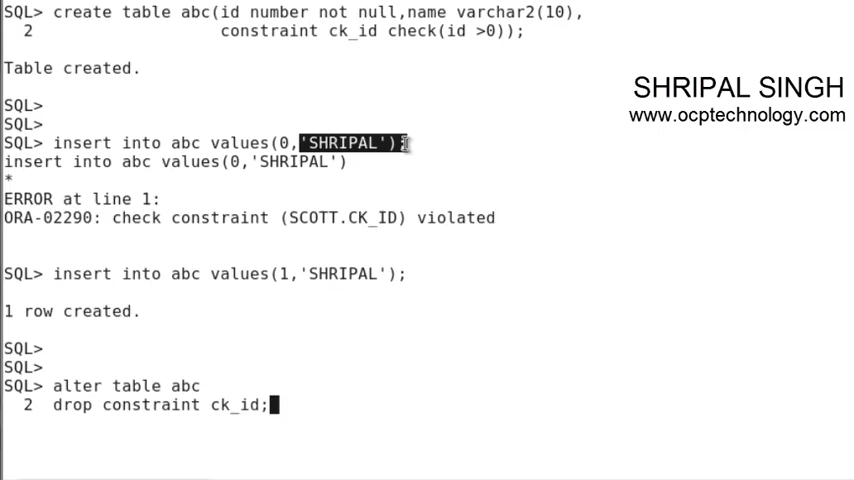 SQL> create table abc(id number not null,name varchar2(10),
2 constraint ck_id check(id >0));
Table created.
SHRIPAL SINGH
www.ocptechnology.com
SQL>
SQL>
SQL> insert into abc values(0,'SHRIPAL');
insert into abc values(0,'SHRIPAL')
*
ERROR at line 1:
ORA-02290: check constraint (SCOTT.CK_ID) violated
SQL> insert into abc values(1,'SHRIPAL');
1 row created.
SQL>
SQL>
SQL> alter table abc
2 drop constraint ck_id;